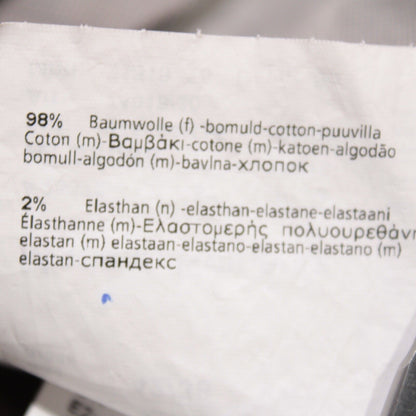 98% Baumwolle (f) -bomuld-cotton-puuvilla
Coton (m)-Βαμβάκι-cotone (m)-katoen-algodão
bomull-algodón (m)-bavlna-хлопок
2% Elasthan (n) -elasthan-elastane-elastaani
Élasthanne (m)-Ελαστομερής πολυουρεθάνη
elastan (m) elastaan-elastano-elastan-elastano (m)
elastan-спандекс